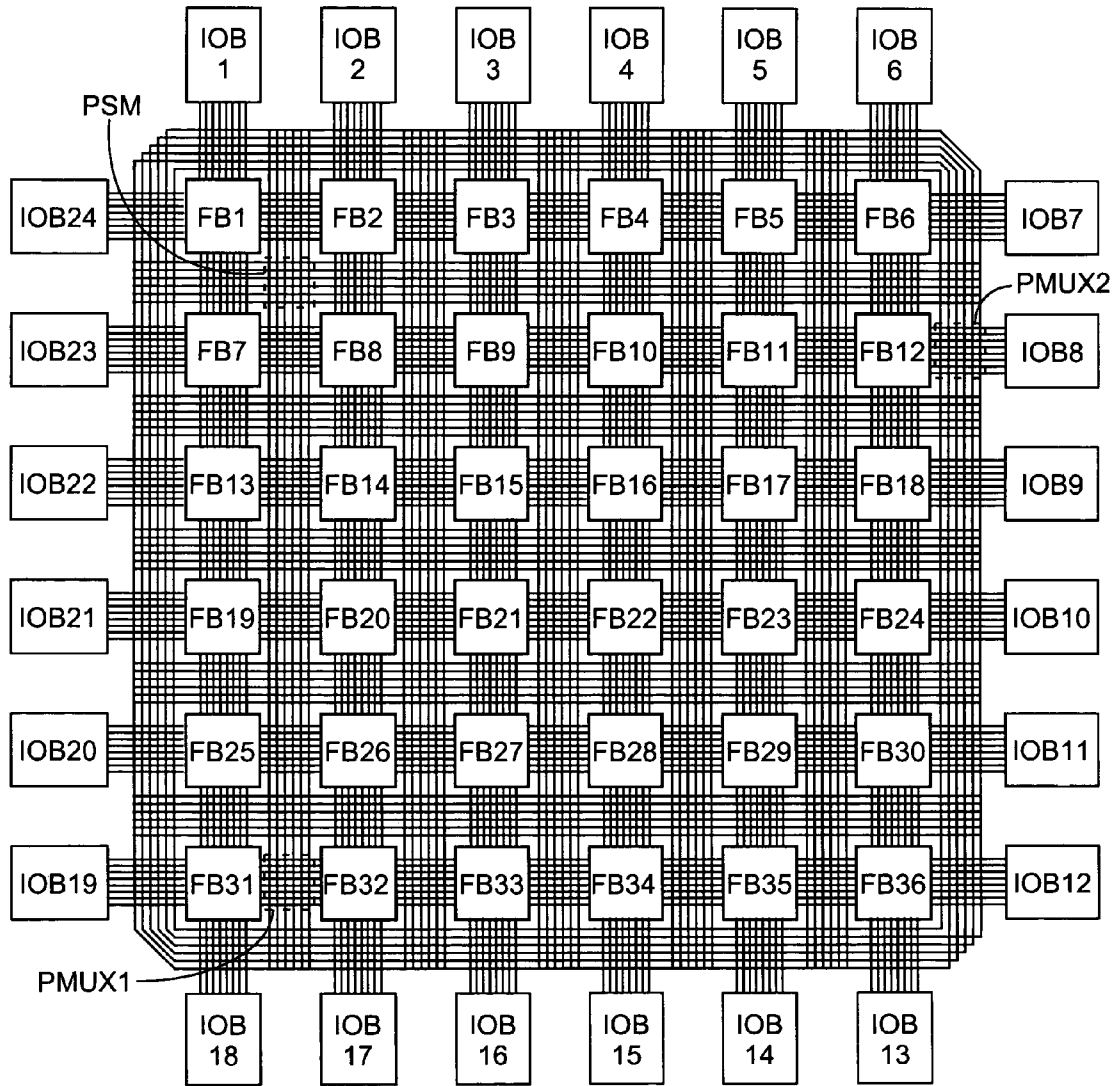 IOB
1
IOB
2
IOB
3
IOB
4
IOB
5
IOB
6
PSM
IOB24
FB1
FB2
FB3
FB4
FB5
FB6
IOB7
PMUX2
IOB23
FB7
FB8
FB9
FB10
FB11
FB12
IOB8
IOB22
FB13
FB14
FB15
FB16
FB17
FB18
IOB9
IOB21
FB19
FB20
FB21
FB22
FB23
FB24
IOB10
IOB20
FB25
FB26
FB27
FB28
FB29
FB30
IOB11
IOB19
FB31
FB32
FB33
FB34
FB35
FB36
IOB12
PMUX1
IOB
18
IOB
17
IOB
16
IOB
15
IOB
14
IOB
13